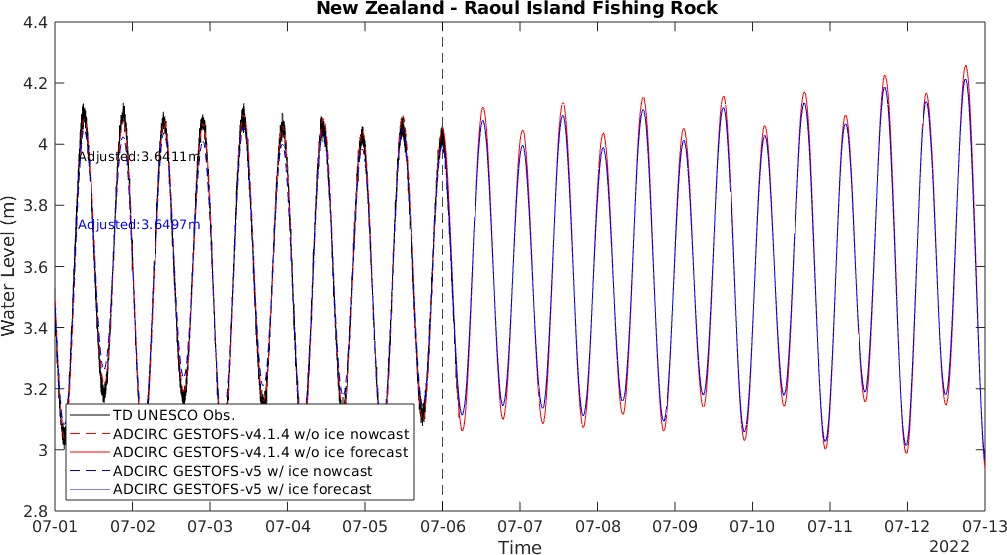 New Zealand - Raoul Island Fishing Rock
Water Level (m)
4.4
4.2
4
3.8
3.6
3.4
3.2
3
2.8
Adjusted:3.6411m
Adjusted:3.6497m
TD UNESCO Obs.
ADCIRC GESTOFS-v4.1.4 w/o ice nowcast
ADCIRC GESTOFS-v4.1.4 w/o ice forecast
ADCIRC GESTOFS-v5 w/ ice nowcast
ADCIRC GESTOFS-v5 w/ ice forecast
07-01 07-02 07-03 07-04 07-05 07-06 07-07 07-08 07-09 07-10 07-11 07-12 07-13
Time
2022